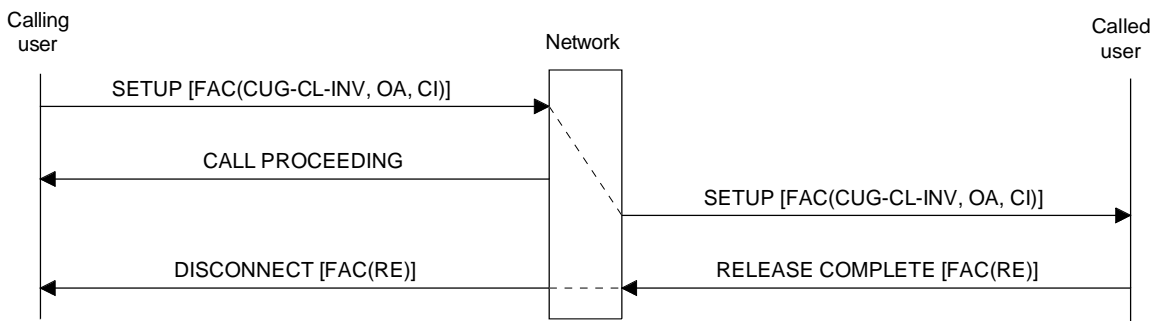 Calling
user
Network
Called
user
SETUP [FAC(CUG-CL-INV, OA, CI)]
CALL PROCEEDING
SETUP [FAC(CUG-CL-INV, OA, CI)]
DISCONNECT [FAC(RE)]
RELEASE COMPLETE [FAC(RE)]